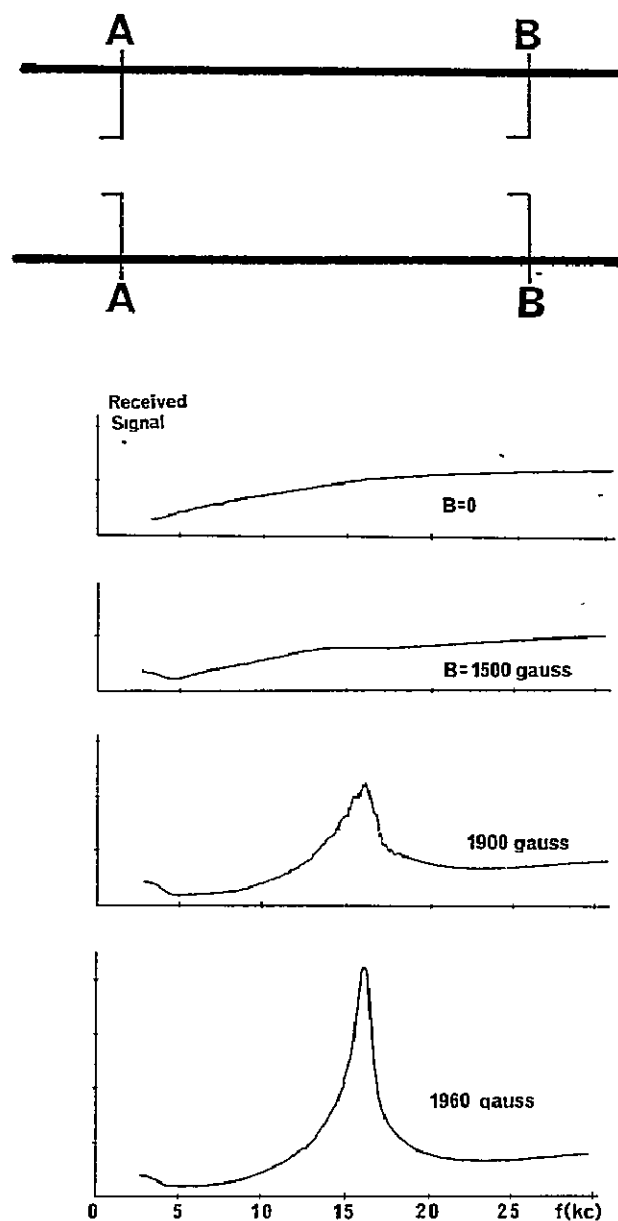 A B
A B
Received
Signal
B=0
B=1500 gauss
1900 gauss
1960 gauss
0 5 10 15 20 25 f(kc)